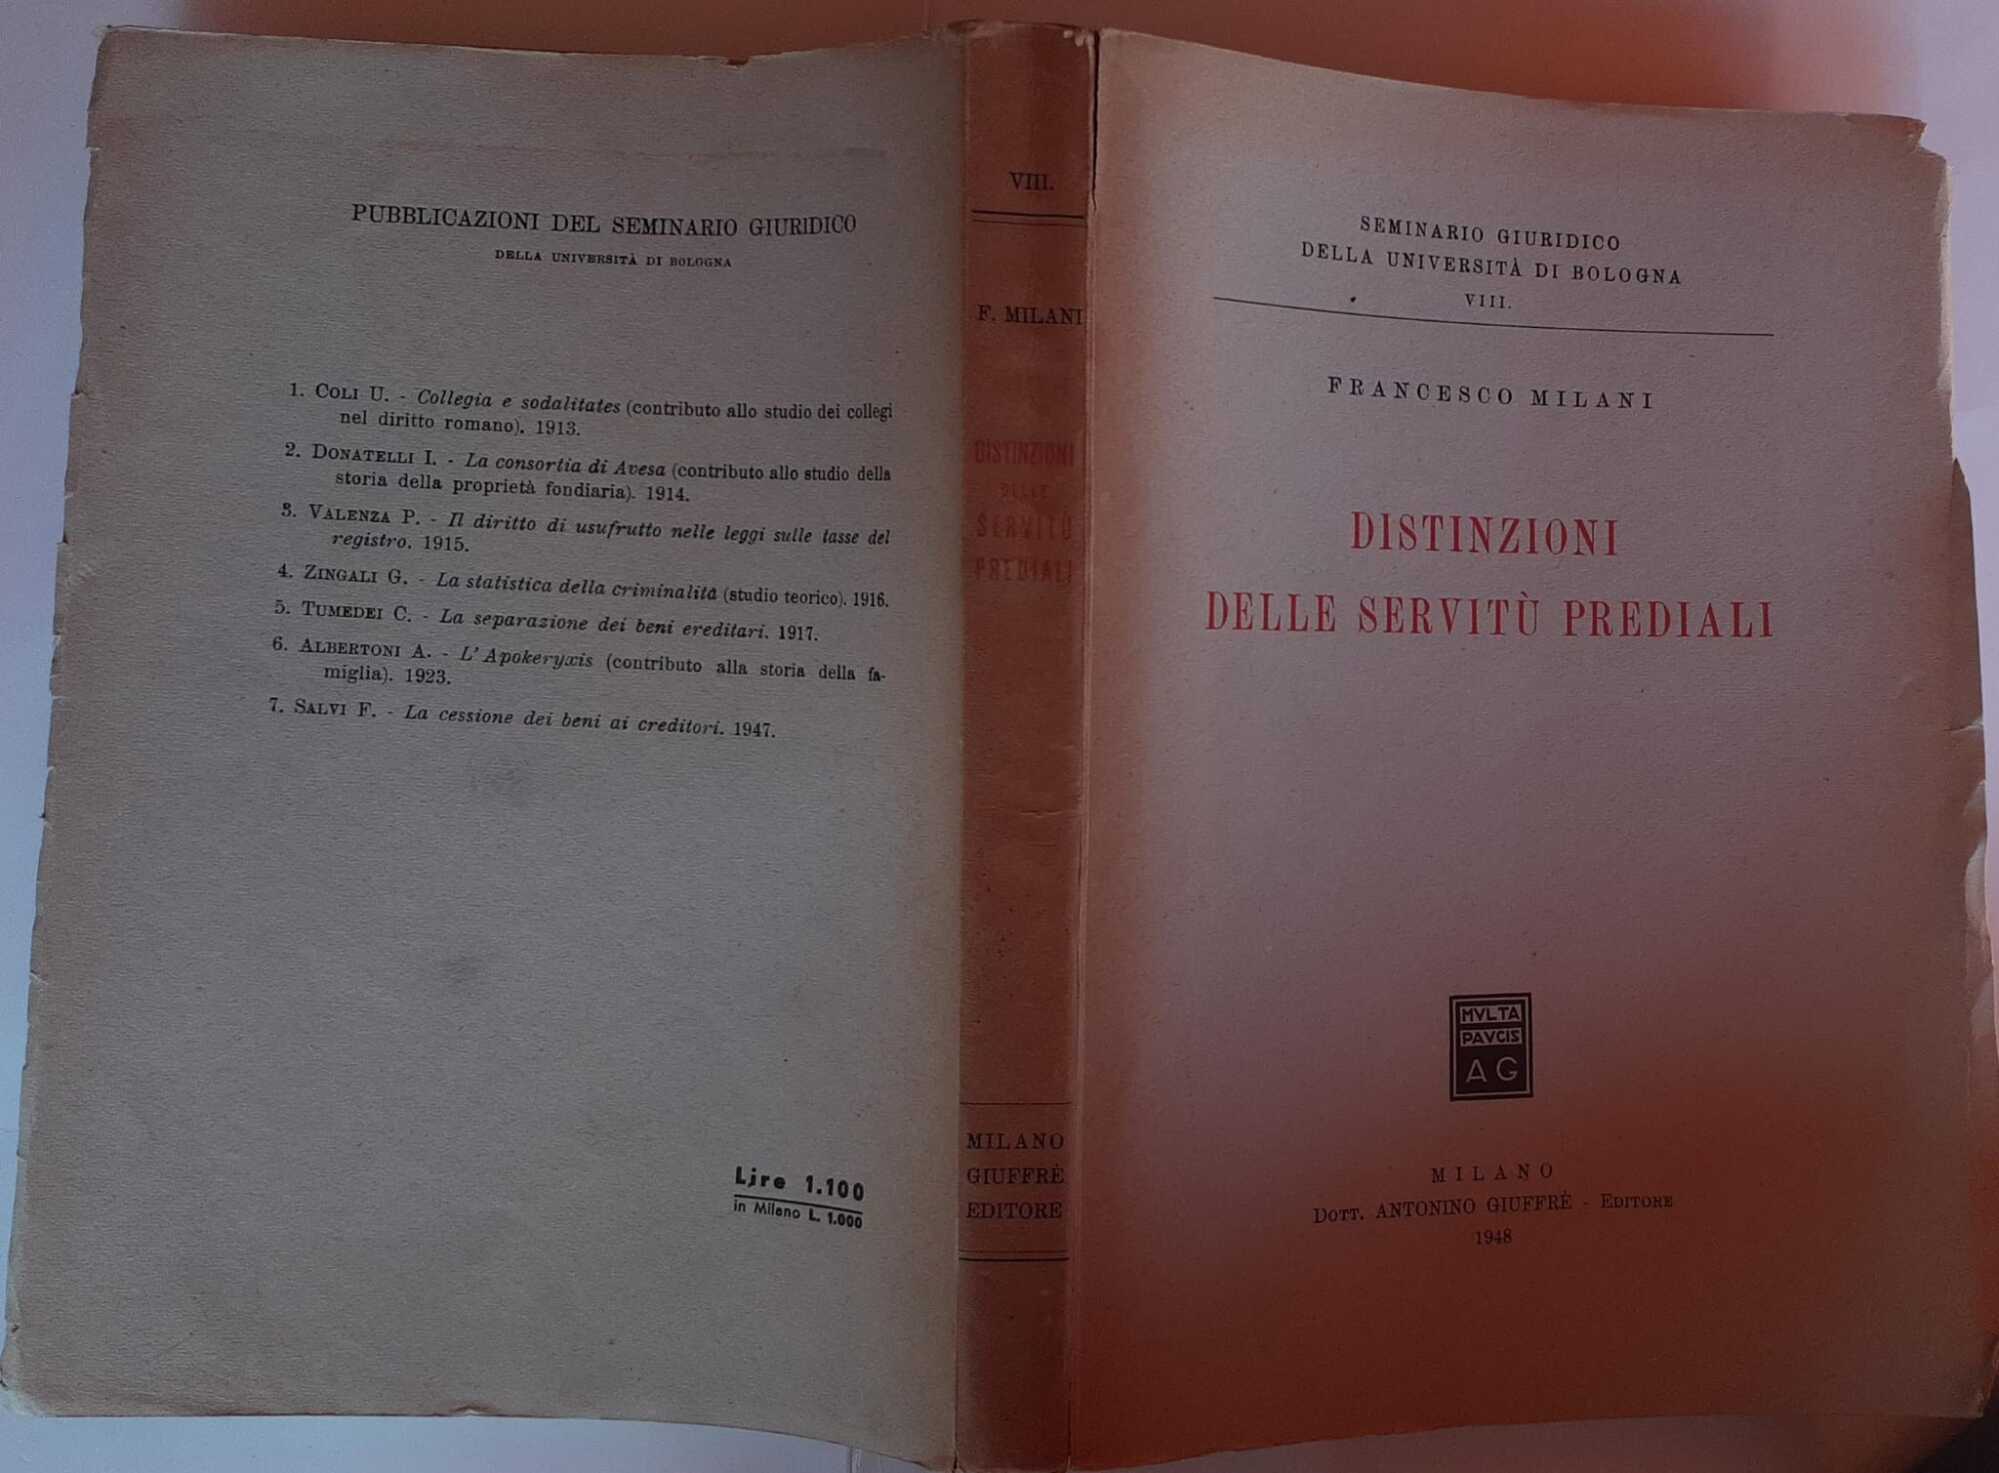 PUBBLICAZIONI DEL SEMINARIO GIURIDICO
DELLA UNIVERSITÀ DI BOLOGNA
1. COLI U. - Collegia e sodalitates (contributo allo studio dei collegi
nel diritto romano). 1913.
2. DONATELLI I. - La consortia di Avesa (contributo allo studio della
storia della proprietà fondiaria). 1914.
3. VALENZA P. - Il diritto di usufrutto nelle leggi sulle tasse del
registro. 1915.
4. ZINGALI G. - La statistica della criminalità (studio teorico). 1916.
5. TUMEDEI C. - La separazione dei beni ereditari. 1917.
6. ALBERTONI A. - L'Apokeryxis (contributo alla storia della fa-
miglia). 1923.
7. SALVI F. - La cessione dei beni ai creditori. 1947.
Lire 1.100
in Milano L. 1.000
VIII.
F. MILANI
DISTINZIONI
DELLE
SERVITÙ
PREDIALI
MILANO
GIUFFRÈ
EDITORE
SEMINARIO GIURIDICO
DELLA UNIVERSITÀ DI BOLOGNA
VIII.
FRANCESCO MILANI
DISTINZIONI
DELLE SERVITÙ PREDIALI
MVLTA
PAVCIS
AG
MILANO
DOTT. ANTONINO GIUFFRÈ - EDITORE
1948